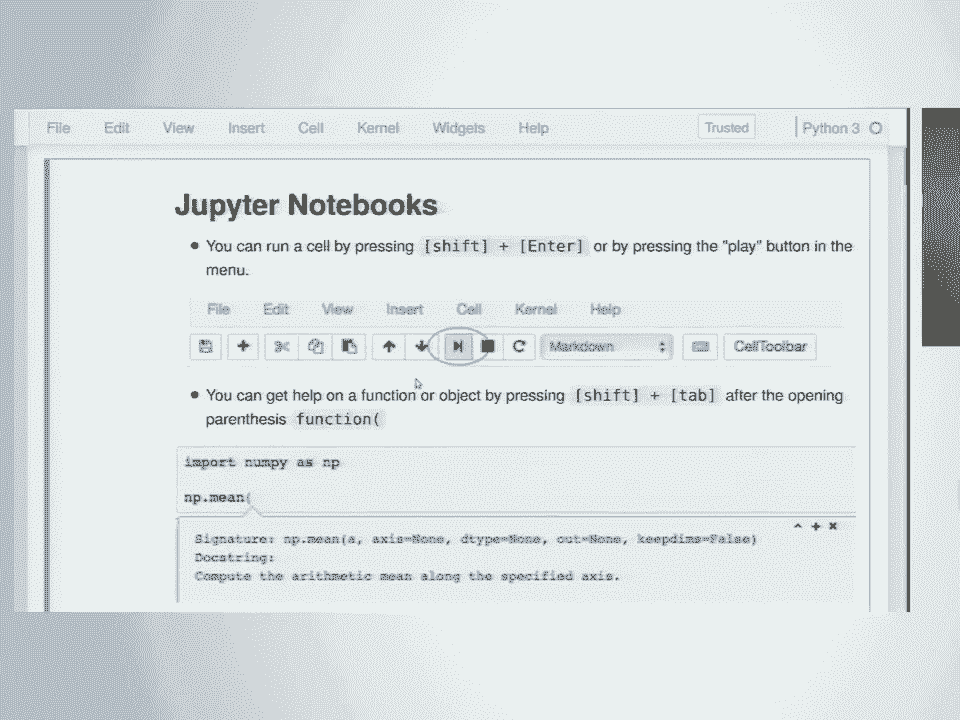 File Edit View Insert Cell Kernel Widgets Help Trusted Python 3
Jupyter Notebooks
You can run a cell by pressing [shift] + [Enter] or by pressing the "play" button in the
menu.
File Edit View Insert Cell Kernel Help
Markdown CellToolbar
You can get help on a function or object by pressing [shift] + [tab] after the opening
parenthesis function(
import numpy as np
np.mean(
Signature: np.mean(a, axis=None, dtype=None, out=None, keepdims=False)
Docstring:
Compute the arithmetic mean along the specified axis.